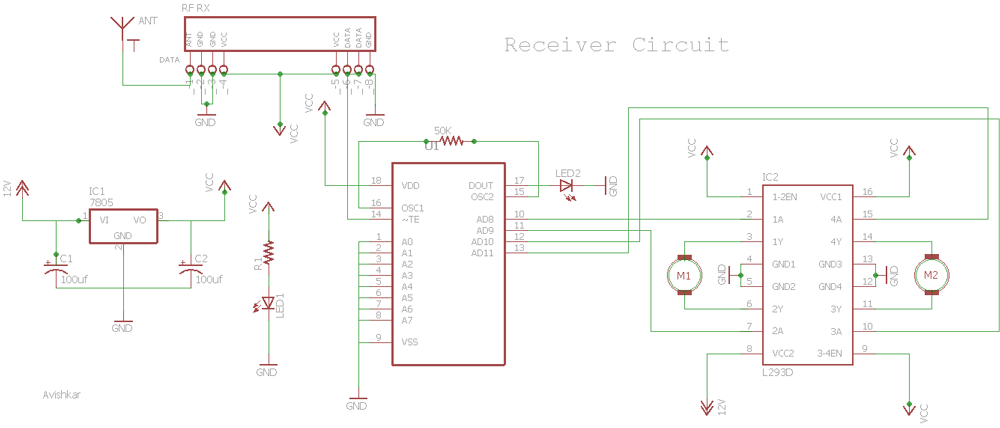 RF RX
ANT
Receiver Circuit
ANT
GND
GND
VCC
VCC
DATA
DATA
GND
DATA
-1
-2
-3
-4
-5
-6
-7
-8
GND
VCC
VCC
GND
50K
U1
12V
IC1
7805
VCC
1
VI
VO
3
GND
2
C1
100uf
C2
100uf
GND
VCC
R1
LED1
GND
18
VDD
16
OSC1
14
~TE
1
A0
2
A1
3
A2
4
A3
5
A4
6
A5
7
A6
8
A7
9
VSS
DOUT
17
OSC2
15
AD8
10
AD9
11
AD10
12
AD11
13
GND
LED2
GND
VCC
VCC
IC2
1
1-2EN
VCC1
16
2
1A
4A
15
3
1Y
4Y
14
4
GND1
GND3
13
5
GND2
GND4
12
6
2Y
3Y
11
7
2A
3A
10
8
VCC2
3-4EN
9
L293D
M1
GND
GND
M2
12V
VCC
Avishkar